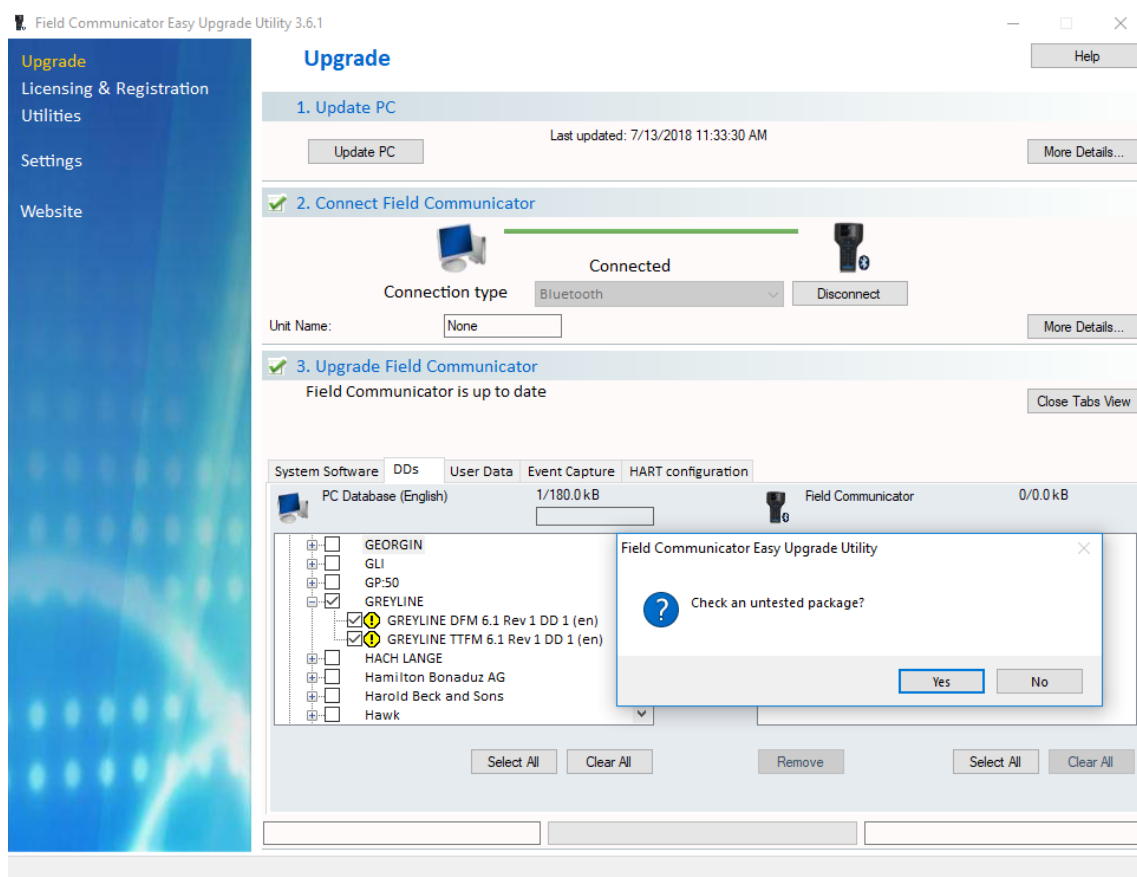 Field Communicator Easy Upgrade Utility 3.6.1
Upgrade
Licensing & Registration
Utilities
Settings
Website
Upgrade
Help
1. Update PC
Last updated: 7/13/2018 11:33:30 AM
Update PC
More Details...
2. Connect Field Communicator
Connected
Connection type
Bluetooth
Disconnect
Unit Name:
None
More Details...
3. Upgrade Field Communicator
Field Communicator is up to date
Close Tabs View
System Software
DDs
User Data
Event Capture
HART configuration
PC Database (English)
1/180.0 kB
Field Communicator
0/0.0 kB
GEORGIN
GLI
GP:50
GREYLINE
GREYLINE DFM 6.1 Rev 1 DD 1 (en)
GREYLINE TTFM 6.1 Rev 1 DD 1 (en)
HACH LANGE
Hamilton Bonaduz AG
Harold Beck and Sons
Hawk
Field Communicator Easy Upgrade Utility
Check an untested package?
Yes
No
Select All
Clear All
Remove
Select All
Clear All